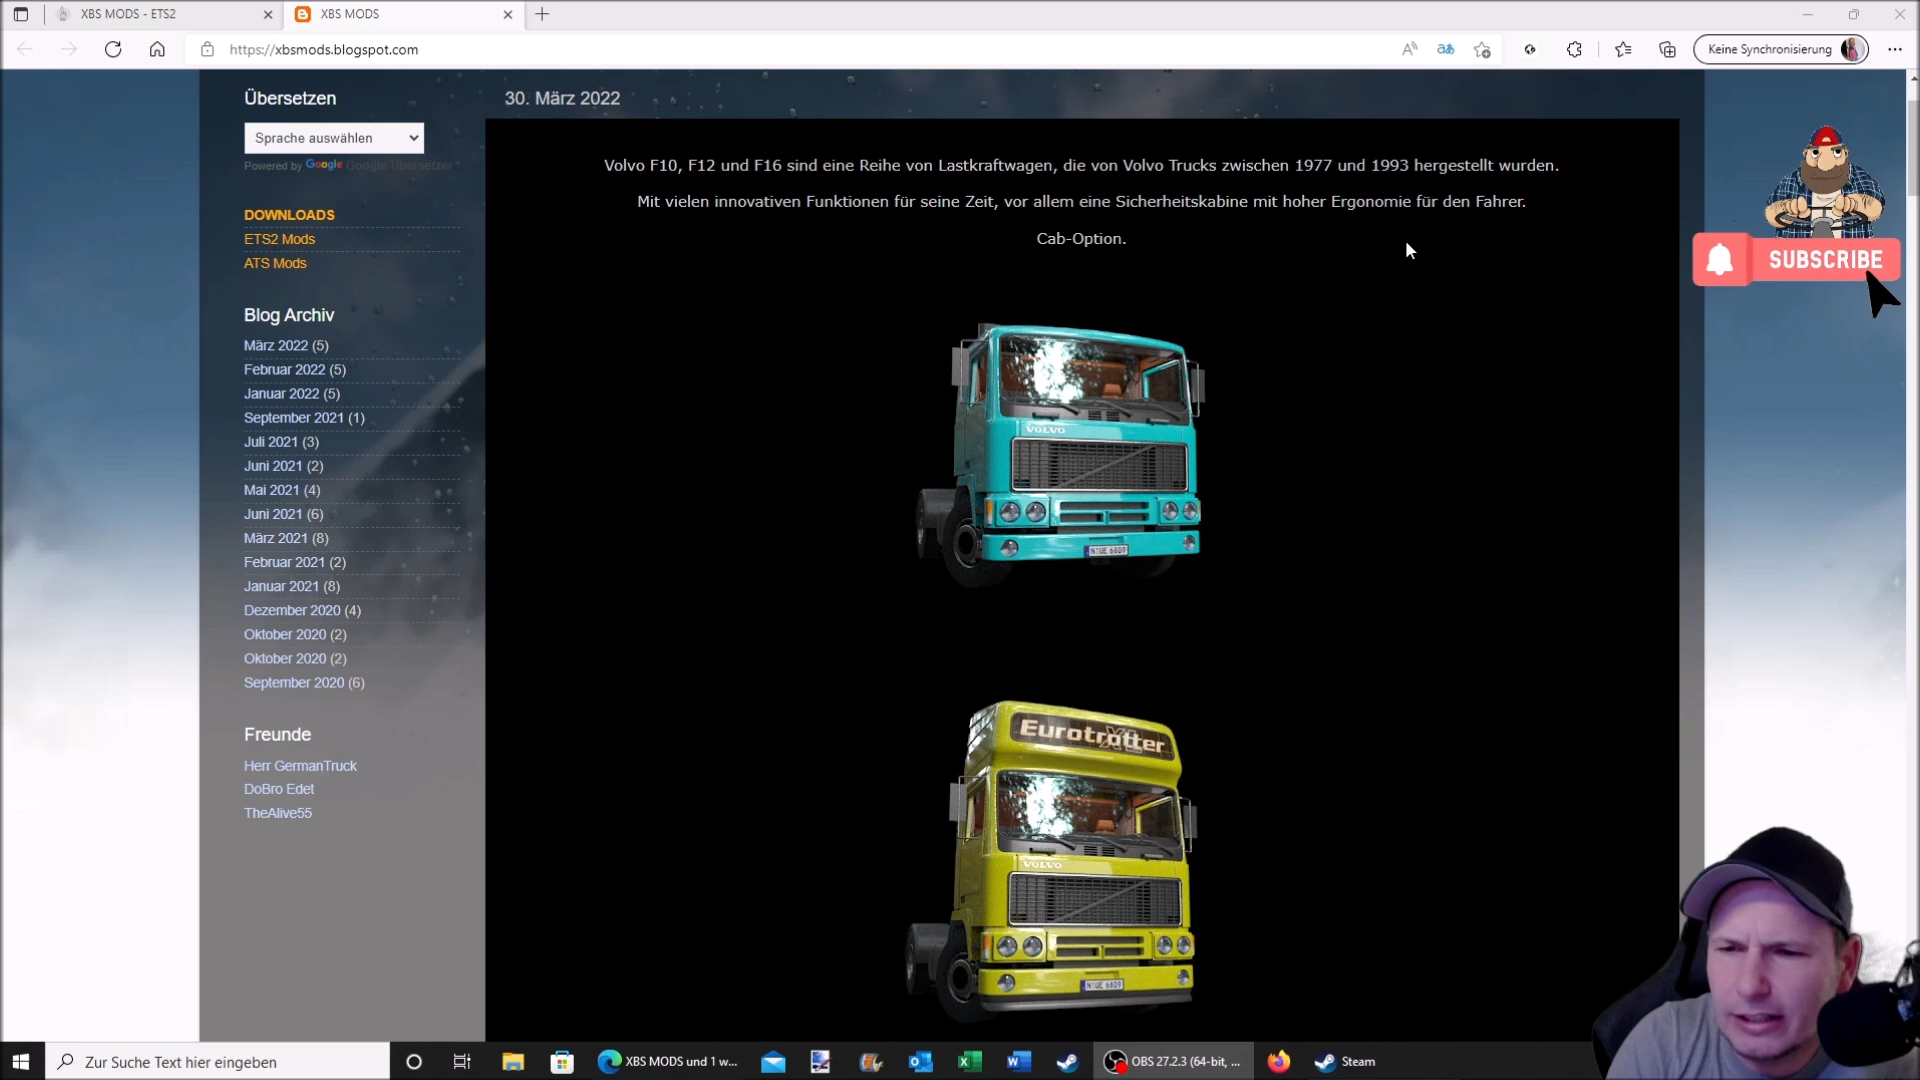 XBS MODS - ETS2
XBS MODS
https://xbsmods.blogspot.com
Keine Synchronisierung
Übersetzen
Sprache auswählen
Powered by Google Google Übersetzer
DOWNLOADS
ETS2 Mods
ATS Mods
Blog Archiv
März 2022 (5)
Februar 2022 (5)
Januar 2022 (5)
September 2021 (1)
Juli 2021 (3)
Juni 2021 (2)
Mai 2021 (4)
Juni 2021 (6)
März 2021 (8)
Februar 2021 (2)
Januar 2021 (8)
Dezember 2020 (4)
Oktober 2020 (2)
Oktober 2020 (2)
September 2020 (6)
Freunde
Herr GermanTruck
DoBro Edet
TheAlive55
30. März 2022
Volvo F10, F12 und F16 sind eine Reihe von Lastkraftwagen, die von Volvo Trucks zwischen 1977 und 1993 hergestellt wurden.
Mit vielen innovativen Funktionen für seine Zeit, vor allem eine Sicherheitskabine mit hoher Ergonomie für den Fahrer.
Cab-Option.
VOLVO
N:UE 6809
Eurotrotter
XL
VOLVO
N:UE 6809
SUBSCRIBE
Zur Suche Text hier eingeben
XBS MODS und 1 w...
OBS 27.2.3 (64-bit, ...
Steam